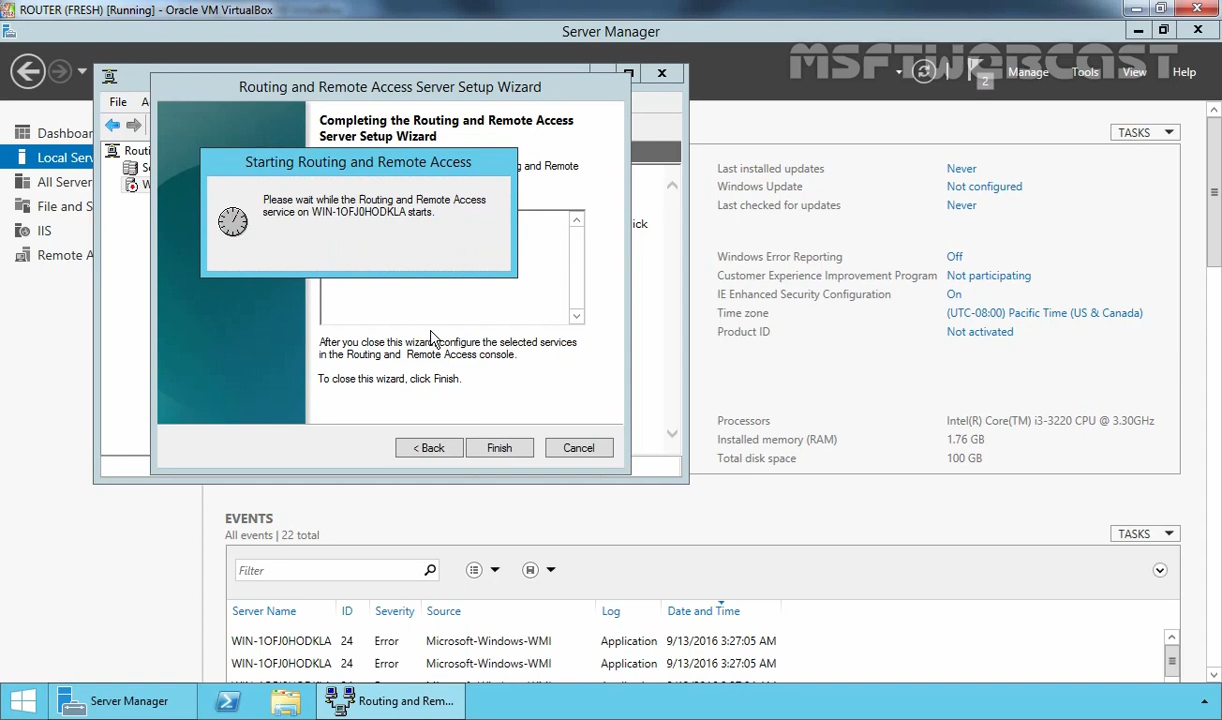 ROUTER (FRESH) [Running] - Oracle VM VirtualBox
Server Manager
MSFTWEBCAST
2
Manage
Tools
View
Help
Routing and Remote Access Server Setup Wizard
File
Completing the Routing and Remote Access
Server Setup Wizard
Starting Routing and Remote Access
Please wait while the Routing and Remote Access
service on WIN-1OFJ0HODKLA starts.
ng and Remote
ick
After you close this wizard, configure the selected services
in the Routing and Remote Access console.
To close this wizard, click Finish.
< Back
Finish
Cancel
Dashboar
Local Serv
All Server
File and S
IIS
Remote A
Routi
TASKS
Last installed updates
Never
Windows Update
Not configured
Last checked for updates
Never
Windows Error Reporting
Off
Customer Experience Improvement Program
Not participating
IE Enhanced Security Configuration
On
Time zone
(UTC-08:00) Pacific Time (US & Canada)
Product ID
Not activated
Processors
Intel(R) Core(TM) i3-3220 CPU @ 3.30GHz
Installed memory (RAM)
1.76 GB
Total disk space
100 GB
EVENTS
All events | 22 total
TASKS
Filter
Server Name ID Severity Source Log Date and Time
WIN-1OFJ0HODKLA 24 Error Microsoft-Windows-WMI Application 9/13/2016 3:27:05 AM
WIN-1OFJ0HODKLA 24 Error Microsoft-Windows-WMI Application 9/13/2016 3:27:05 AM
Server Manager
Routing and Rem...